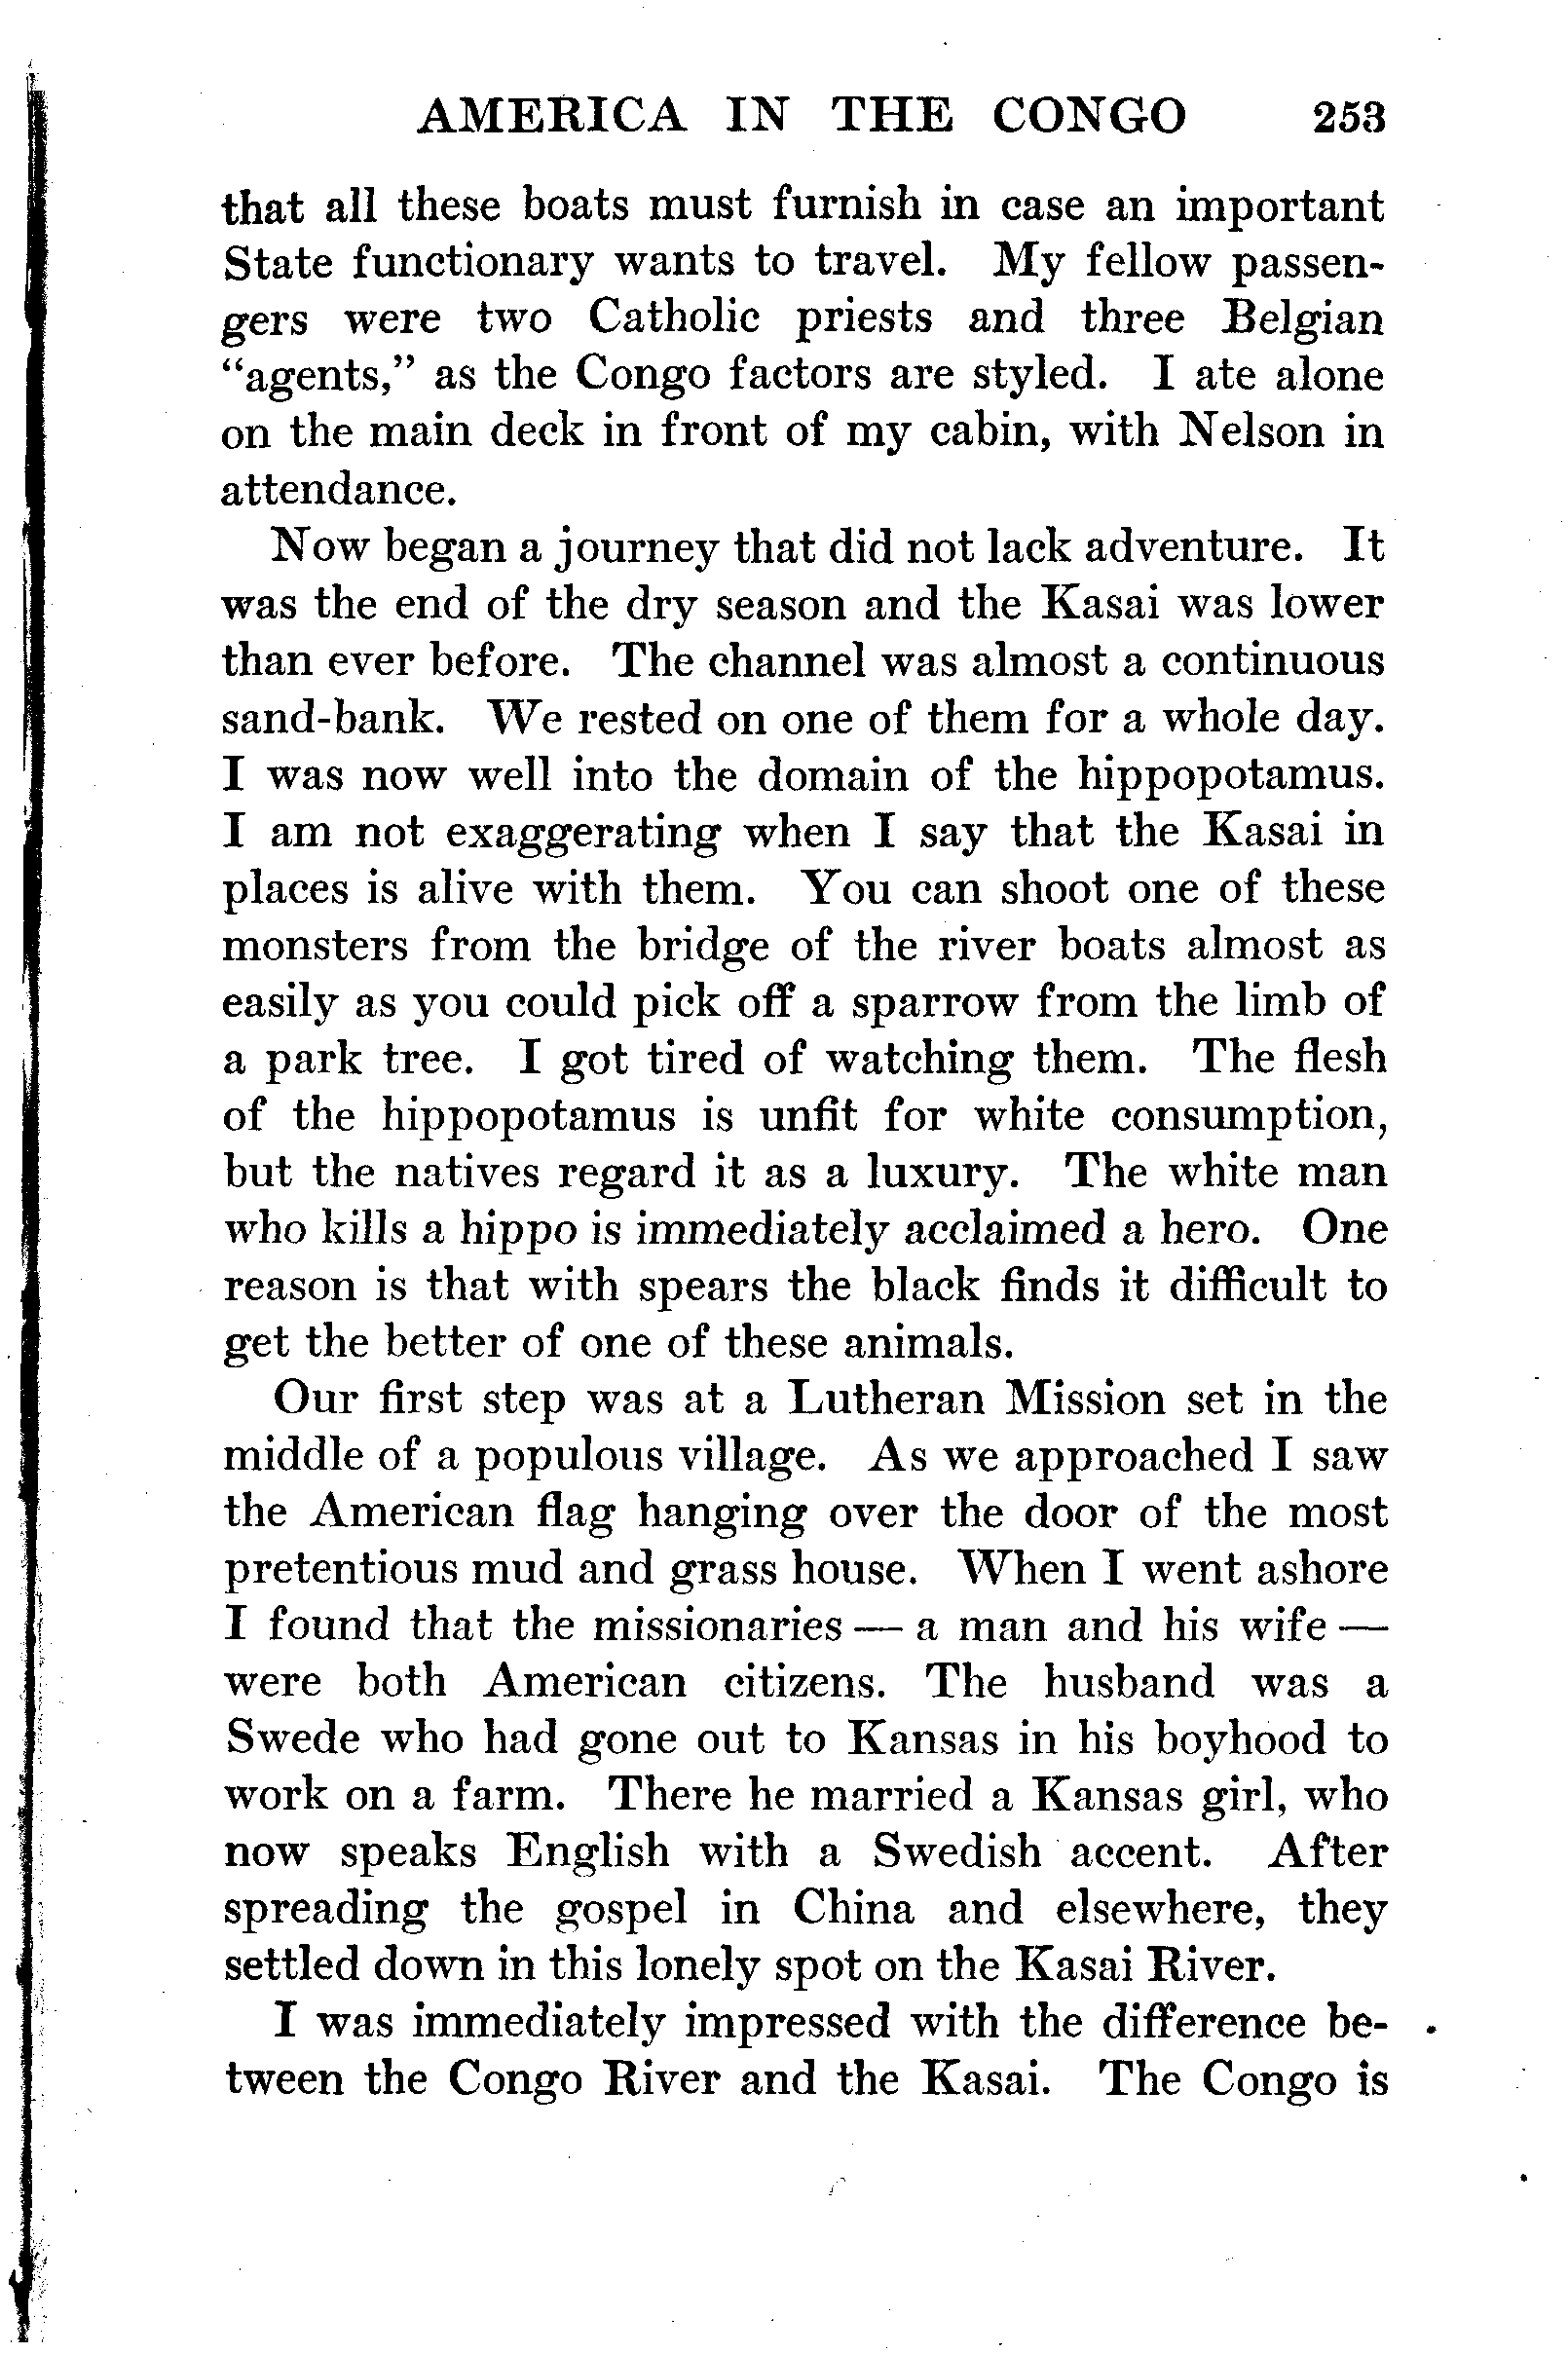 AMERICA IN THE CONGO 253
that all these boats must furnish in case an important
State functionary wants to travel. My fellow passen-
gers were two Catholic priests and three Belgian
“agents,” as the Congo factors are styled. I ate alone
on the main deck in front of my cabin, with Nelson in
attendance.
Now began a journey that did not lack adventure. It
was the end of the dry season and the Kasai was lower
than ever before. The channel was almost a continuous
sand-bank. We rested on one of them for a whole day.
I was now well into the domain of the hippopotamus.
I am not exaggerating when I say that the Kasai in
places is alive with them. You can shoot one of these
monsters from the bridge of the river boats almost as
easily as you could pick off a sparrow from the limb of
a park tree. I got tired of watching them. The flesh
of the hippopotamus is unfit for white consumption,
but the natives regard it as a luxury. The white man
who kills a hippo is immediately acclaimed a hero. One
reason is that with spears the black finds it difficult to
get the better of one of these animals.
Our first step was at a Lutheran Mission set in the
middle of a populous village. As we approached I saw
the American flag hanging over the door of the most
pretentious mud and grass house. When I went ashore
I found that the missionaries — a man and his wife —
were both American citizens. The husband was a
Swede who had gone out to Kansas in his boyhood to
work on a farm. There he married a Kansas girl, who
now speaks English with a Swedish accent. After
spreading the gospel in China and elsewhere, they
settled down in this lonely spot on the Kasai River.
I was immediately impressed with the difference be-
tween the Congo River and the Kasai. The Congo is